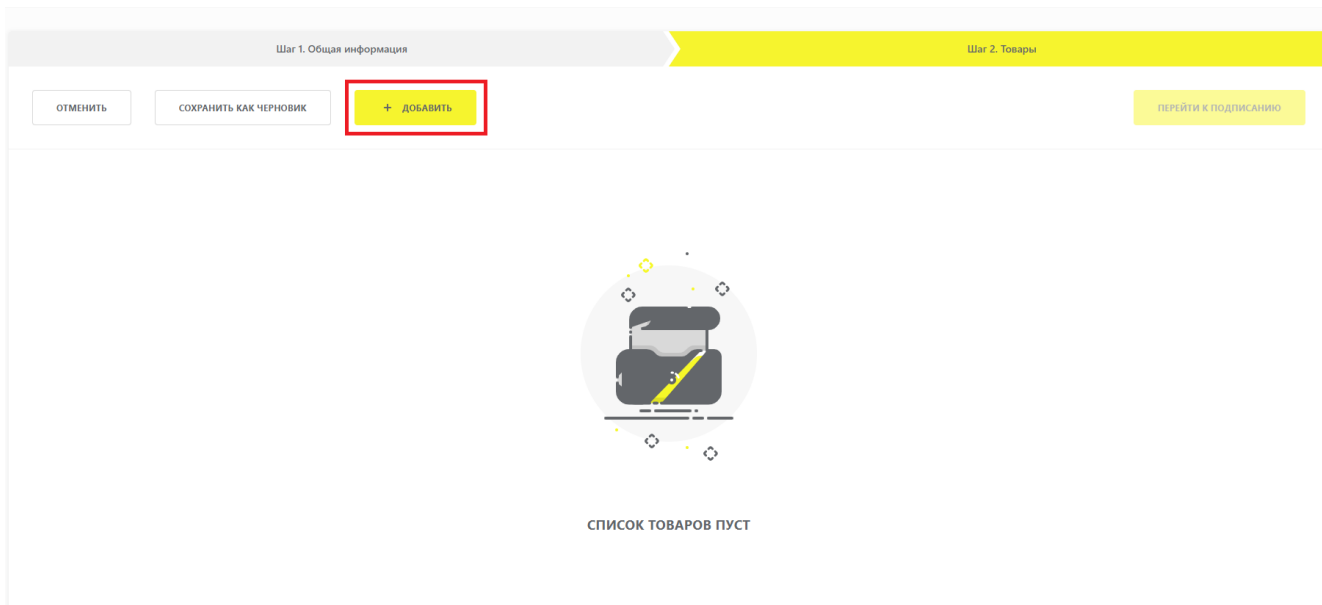 Шаг 1. Общая информация
Шаг 2. Товары
ОТМЕНИТЬ
СОХРАНИТЬ КАК ЧЕРНОВИК
+ ДОБАВИТЬ
ПЕРЕЙТИ К ПОДПИСАНИЮ
СПИСОК ТОВАРОВ ПУСТ